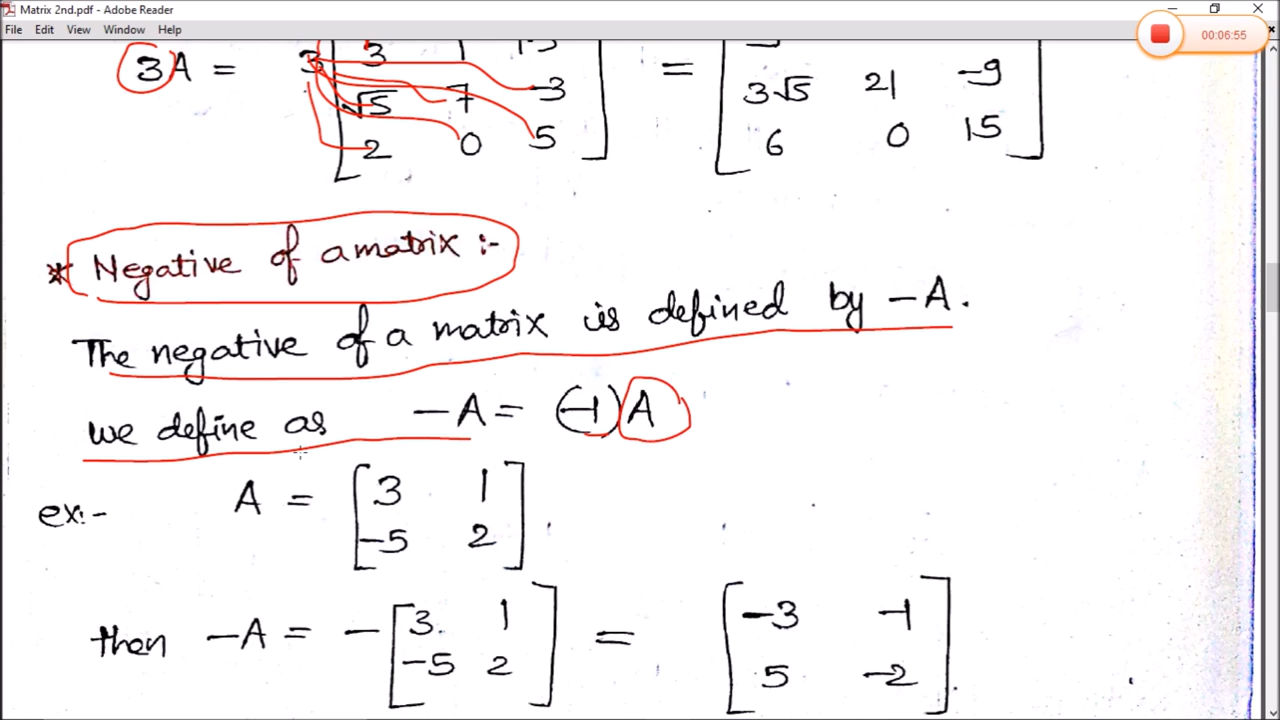 Matrix 2nd.pdf - Adobe Reader
File Edit View Window Help
00:06:55
3A = 3 [3 1
√5 7 -3
2 0 5] = [
3√5 21 -9
6 0 15]
* Negative of a matrix :-
The negative of a matrix is defined by -A.
we define as -A = (-1) A
ex:- A = [3 1
-5 2]
then -A = - [3 1
-5 2] = [-3 -1
5 -2].